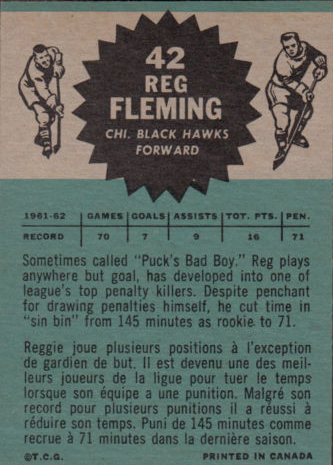 42
REG
FLEMING
CHI. BLACK HAWKS
FORWARD
1961-62 GAMES GOALS ASSISTS TOT. PTS. PEN.
RECORD 70 7 9 16 71
Sometimes called "Puck's Bad Boy." Reg plays
anywhere but goal, has developed into one of
league's top penalty killers. Despite penchant
for drawing penalties himself, he cut time in
"sin bin" from 145 minutes as rookie to 71.
Reggie joue plusieurs positions à l'exception
de gardien de but. Il est devenu une des meil-
leurs joueurs de la ligue pour tuer le temps
lorsque son équipe a une punition. Malgré son
record pour plusieurs punitions il a réussi à
réduire son temps. Puni de 145 minutes comme
recrue à 71 minutes dans la dernière saison.
©T.C.G. PRINTED IN CANADA